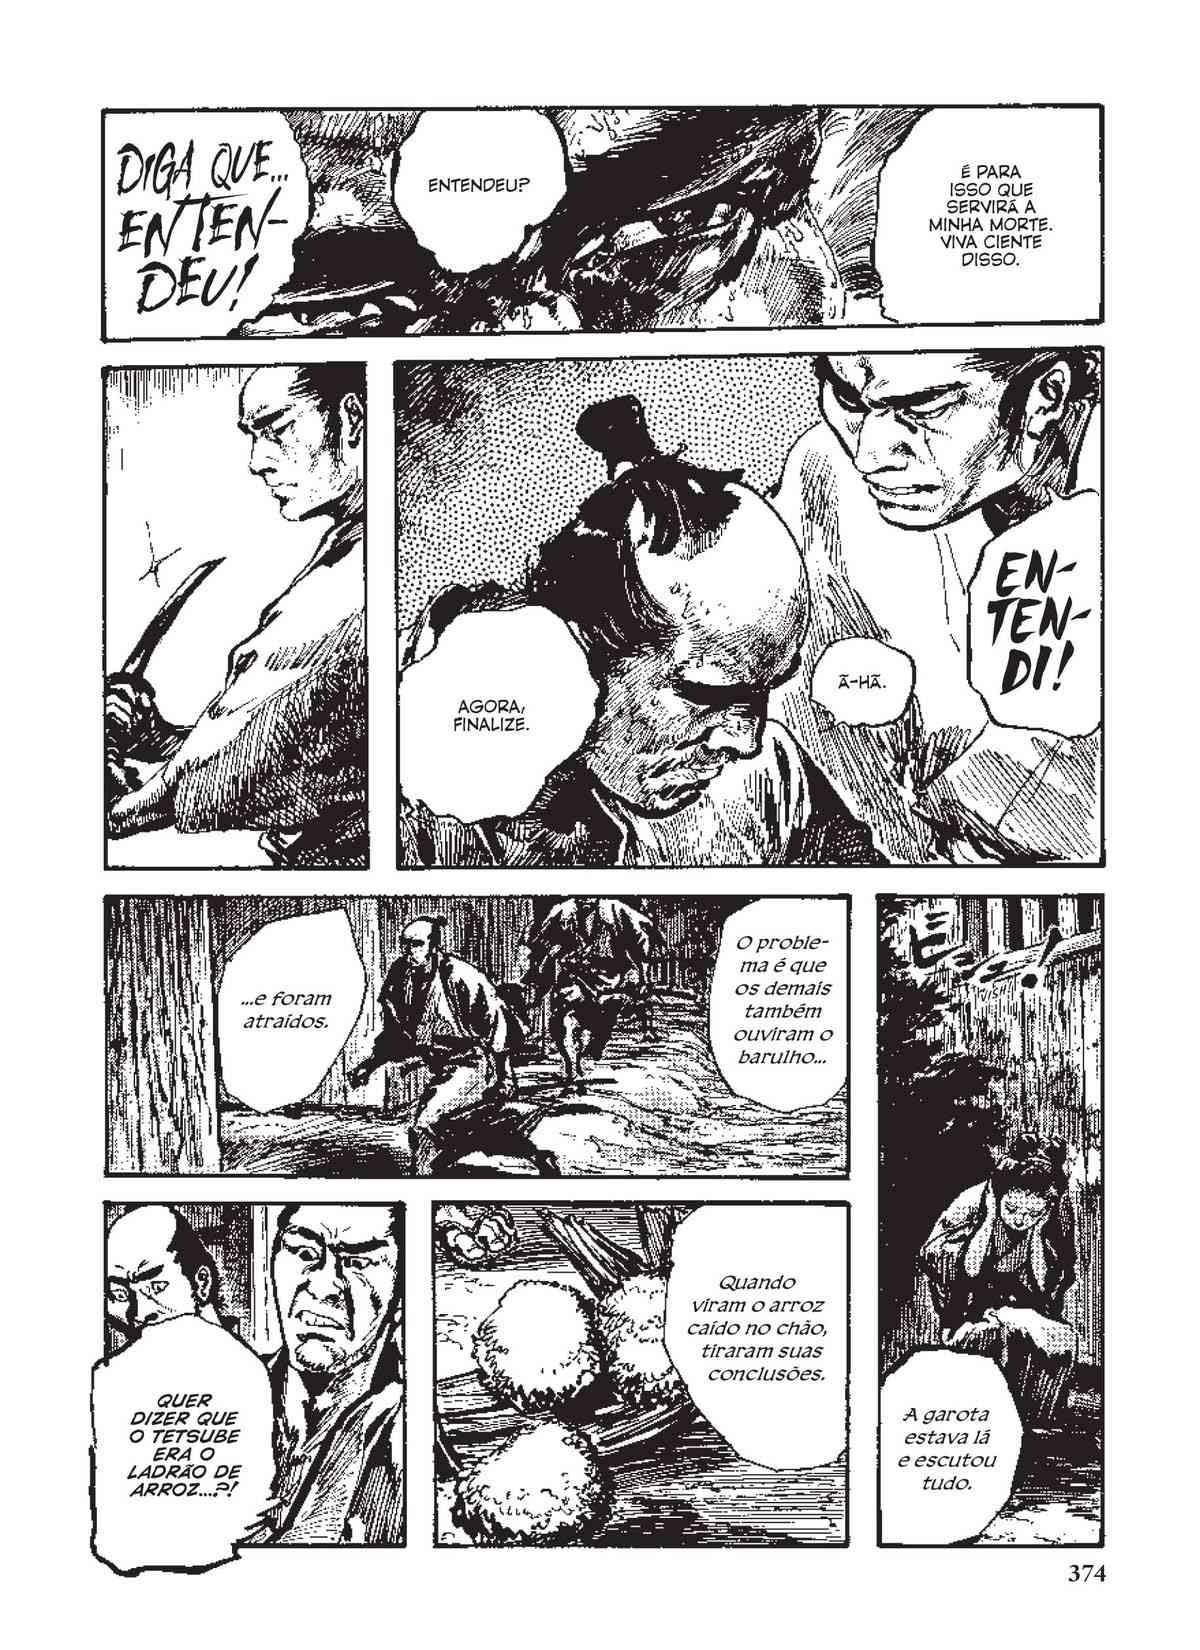 É PARA
ISSO QUE
SERVIRÁ A
MINHA MORTE.
VIVA CIENTE
DISSO.
ENTENDEU?
DIGA QUE...
ENTEN-
DEU!
EN-
TEN-
DI!
Ã-HÃ.
AGORA,
FINALIZE.
A garota
estava lá
e escutou
tudo.
O proble-
ma é que
os demais
também
ouviram o
barulho...
...e foram
atraídos.
Quando
viram o arroz
caído no chão,
tiraram suas
conclusões.
QUER
DIZER QUE
O TETSUBE
ERA O
LADRÃO DE
ARROZ...?!
374